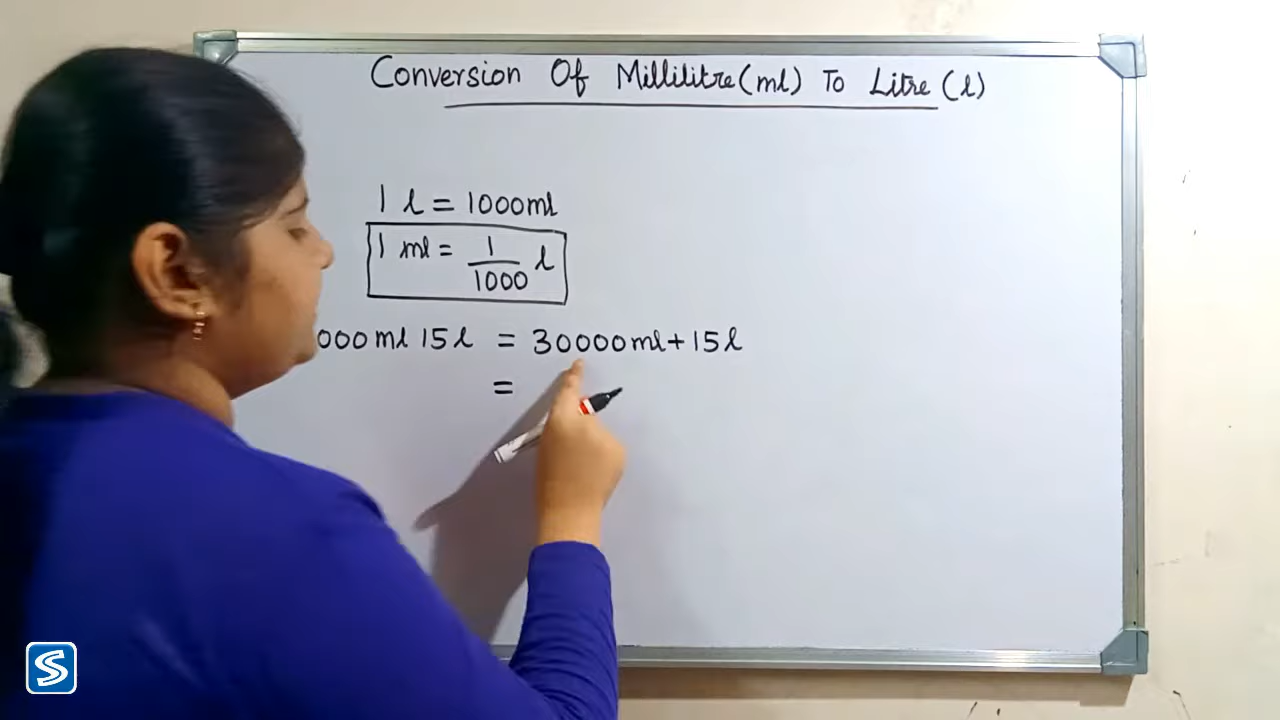 Conversion Of Millilitre(ml) To Litre (l)
1 l = 1000ml
1 ml = 1/1000 l
000 ml 15 l = 30000ml + 15 l
=
S